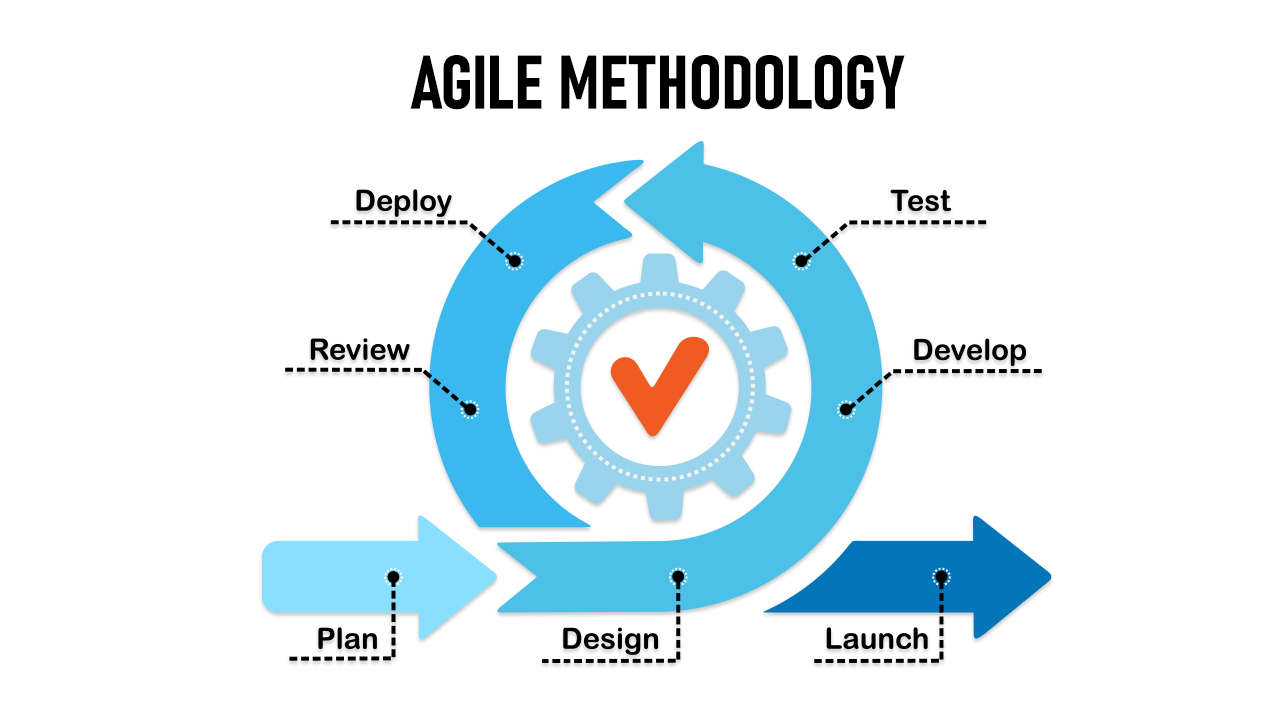 AGILE METHODOLOGY
Deploy
Test
Review
Develop
Plan
Design
Launch